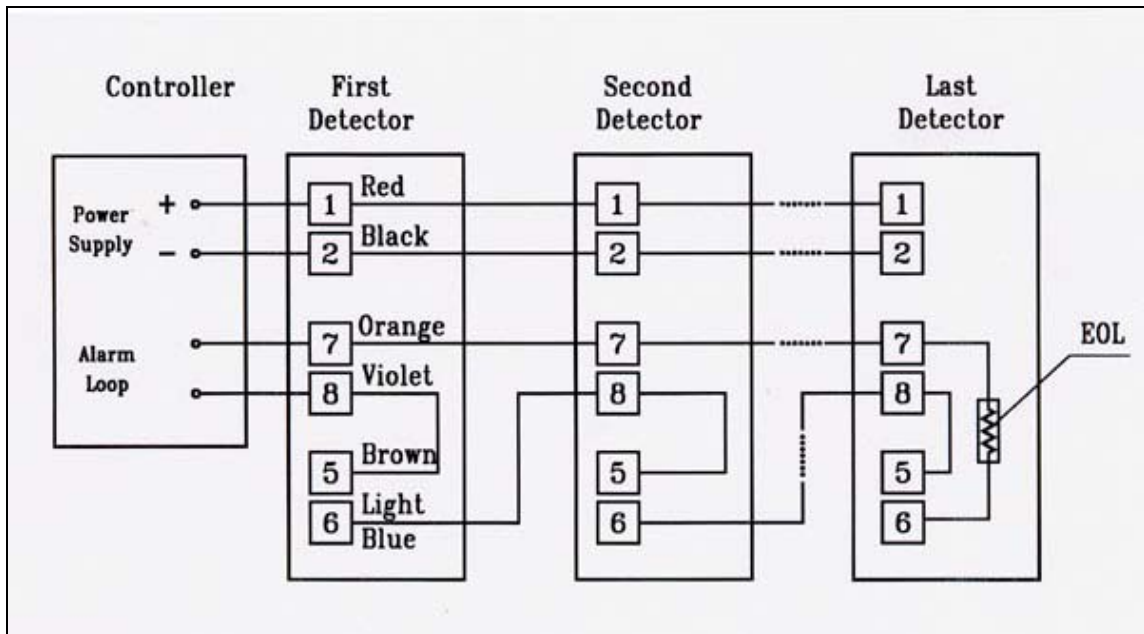 Controller
First
Detector
Second
Detector
Last
Detector
Power
Supply
+
−
Alarm
Loop
1 Red
2 Black
7 Orange
8 Violet
5 Brown
6 Light
Blue
1
2
7
8
5
6
1
2
7
8
5
6
EOL